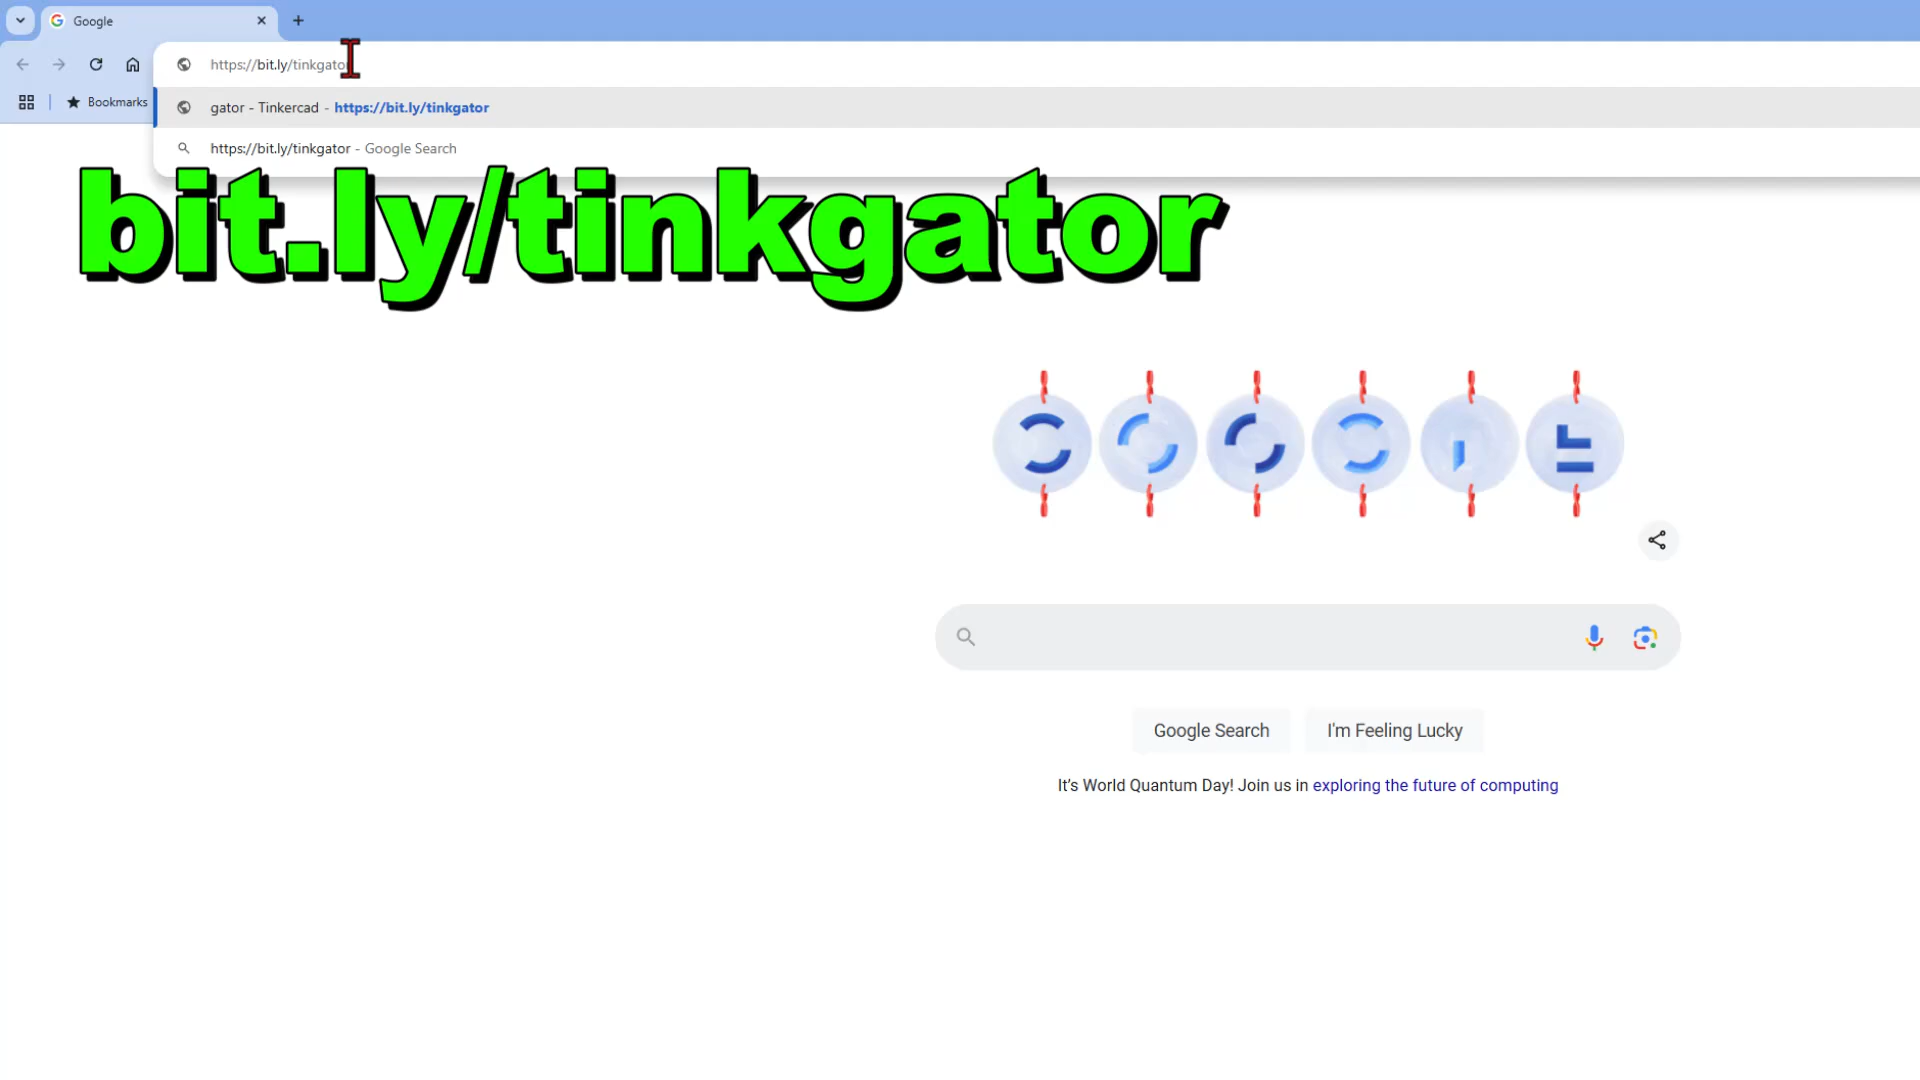 Google
https://bit.ly/tinkgator
Bookmarks
gator - Tinkercad - https://bit.ly/tinkgator
https://bit.ly/tinkgator - Google Search
bit.ly/tinkgator
Google Search
I'm Feeling Lucky
It's World Quantum Day! Join us in exploring the future of computing